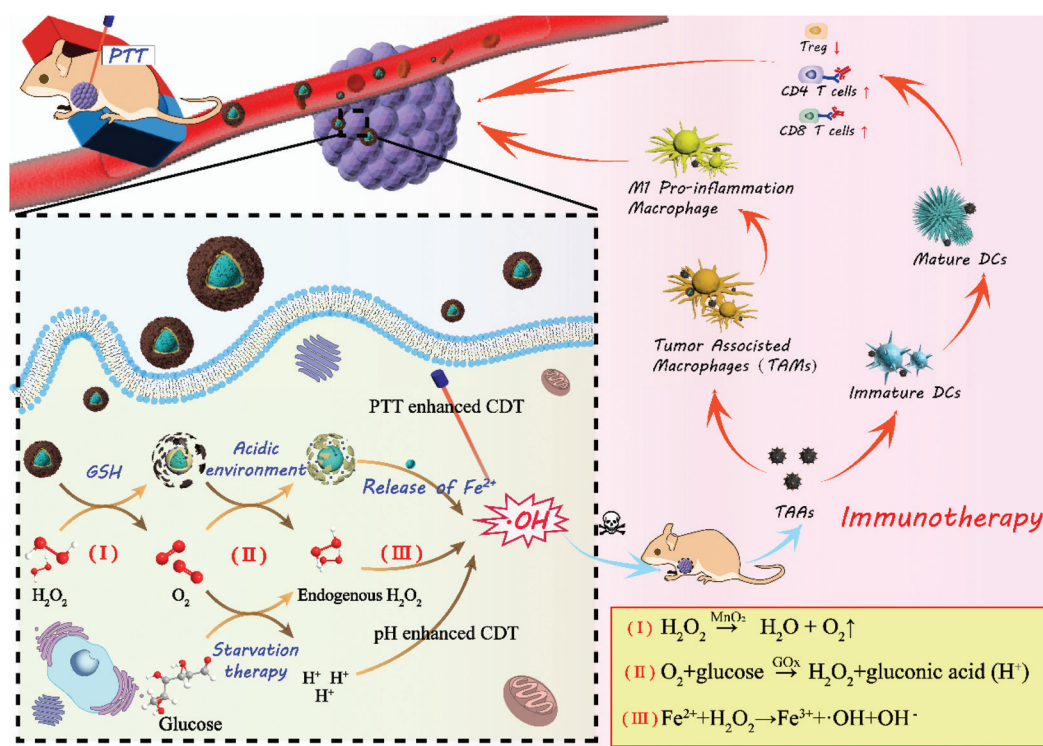 PTT
Treg ↓
CD4 T cells ↑
CD8 T cells ↑
M1 Pro-inflammation
Macrophage
Mature DCs
Tumor Associsted
Macrophages (TAMs)
Immature DCs
TAAs
Immunotherapy
PTT enhanced CDT
GSH
Acidic
environment
Release of Fe²⁺
·OH
(I)
(II)
(III)
H₂O₂
O₂
Endogenous H₂O₂
pH enhanced CDT
Starvation
therapy
H⁺ H⁺
H⁺
Glucose
(I) H₂O₂ MnO₂→ H₂O + O₂↑
(II) O₂+glucose GOx→ H₂O₂+gluconic acid (H⁺)
(III) Fe²⁺+H₂O₂→Fe³⁺+·OH+OH⁻